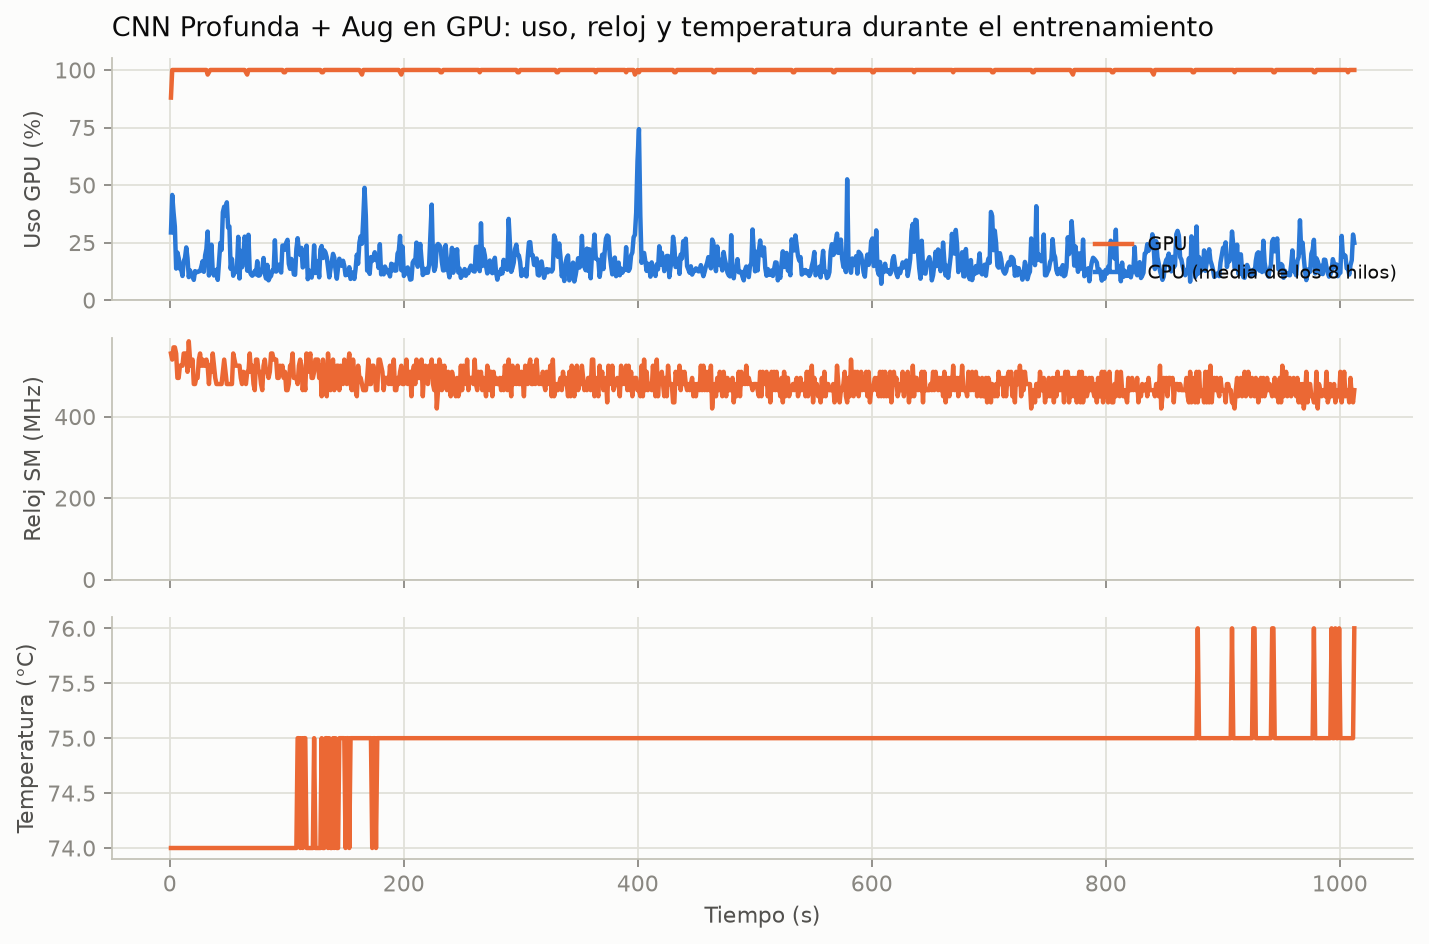 CNN Profunda + Aug en GPU: uso, reloj y temperatura durante el entrenamiento
Uso GPU (%)
100
75
50
25
0
GPU
CPU (media de los 8 hilos)
Reloj SM (MHz)
400
200
0
Temperatura (°C)
76.0
75.5
75.0
74.5
74.0
0 200 400 600 800 1000
Tiempo (s)